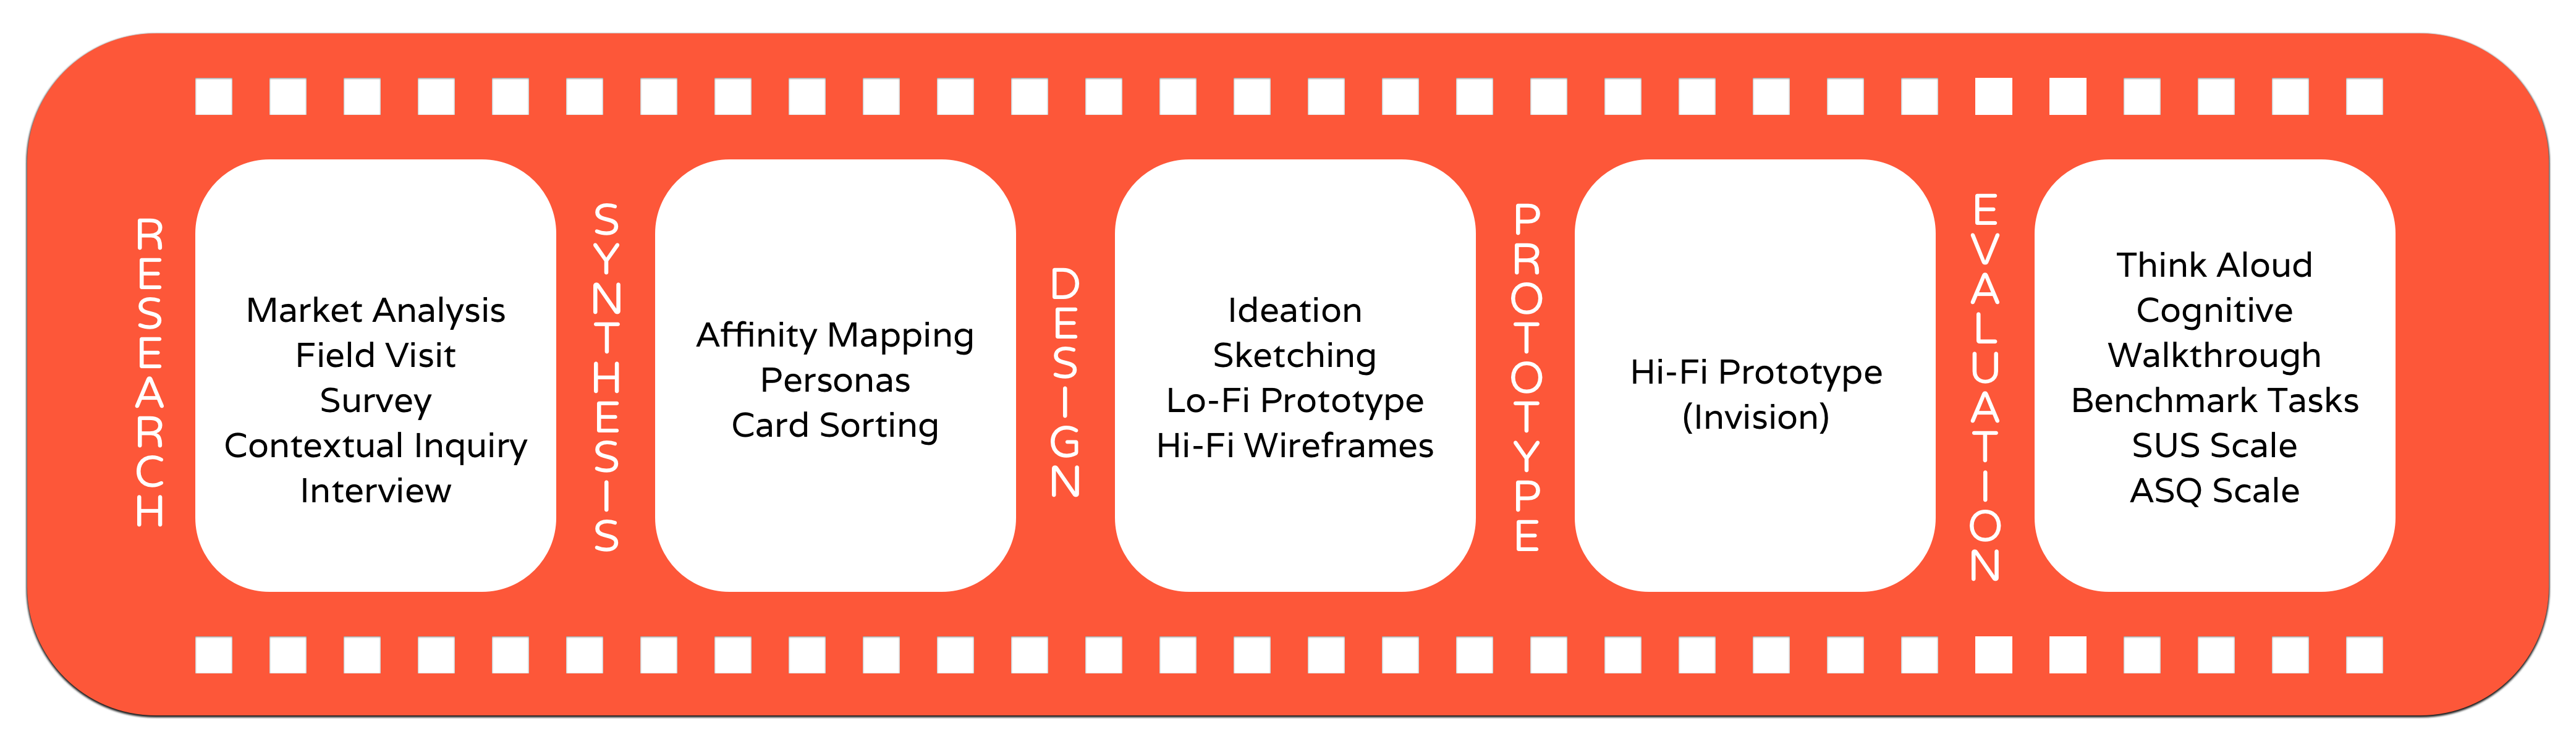 RESEARCH
Market Analysis
Field Visit
Survey
Contextual Inquiry
Interview
SYNTHESIS
Affinity Mapping
Personas
Card Sorting
DESIGN
Ideation
Sketching
Lo-Fi Prototype
Hi-Fi Wireframes
PROTOTYPE
Hi-Fi Prototype
(Invision)
EVALUATION
Think Aloud
Cognitive
Walkthrough
Benchmark Tasks
SUS Scale
ASQ Scale